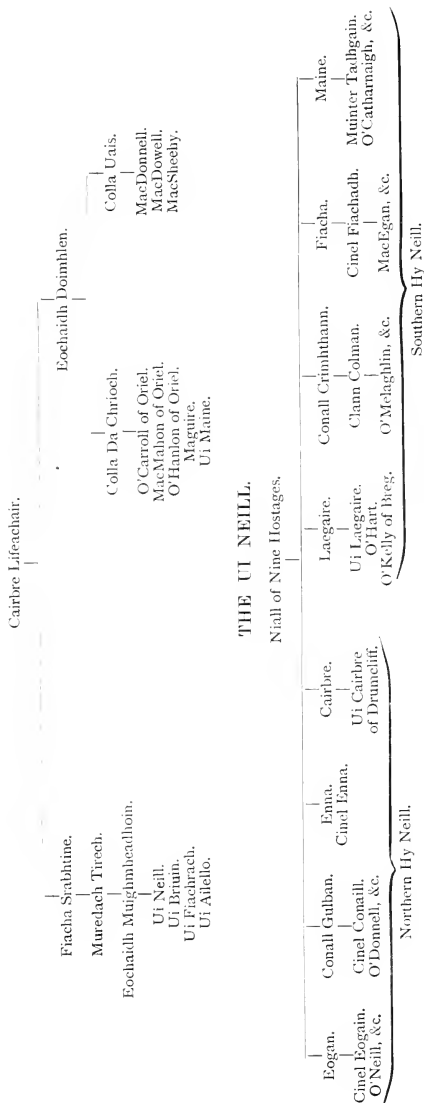 Cairbre Lifeachair.
Fiacha Srabhtine.
Muredach Tirech.
Eochaidh Muighmheadhoin.
Ui Neill.
Ui Briuin.
Ui Fiachrach.
Ui Ailello.
Eochaidh Doimhlen.
Colla Da Chrioch.
O'Carroll of Oriel.
MacMahon of Oriel.
O'Hanlon of Oriel.
Maguire.
Ui Maine.
Colla Uais.
MacDonnell.
MacDowell.
MacSheehy.
THE UI NEILL.
Niall of Nine Hostages.
Eogan.
Cinel Eogain.
O'Neill, &c.
Conall Gulban.
Cinel Conaill.
O'Donnell, &c.
Enna.
Cinel Enna.
Cairbre.
Ui Cairbre
of Drumcliff.
Northern Hy Neill.
Laegaire.
Ui Laegaire.
O'Hart.
O'Kelly of Breg.
Conall Crimhthann.
Clann Colman.
O'Melaghlin, &c.
Fiacha.
Cinel Fiachadh.
MacEgan, &c.
Maine.
Muinter Tadhgain.
O'Catharnaigh, &c.
Southern Hy Neill.